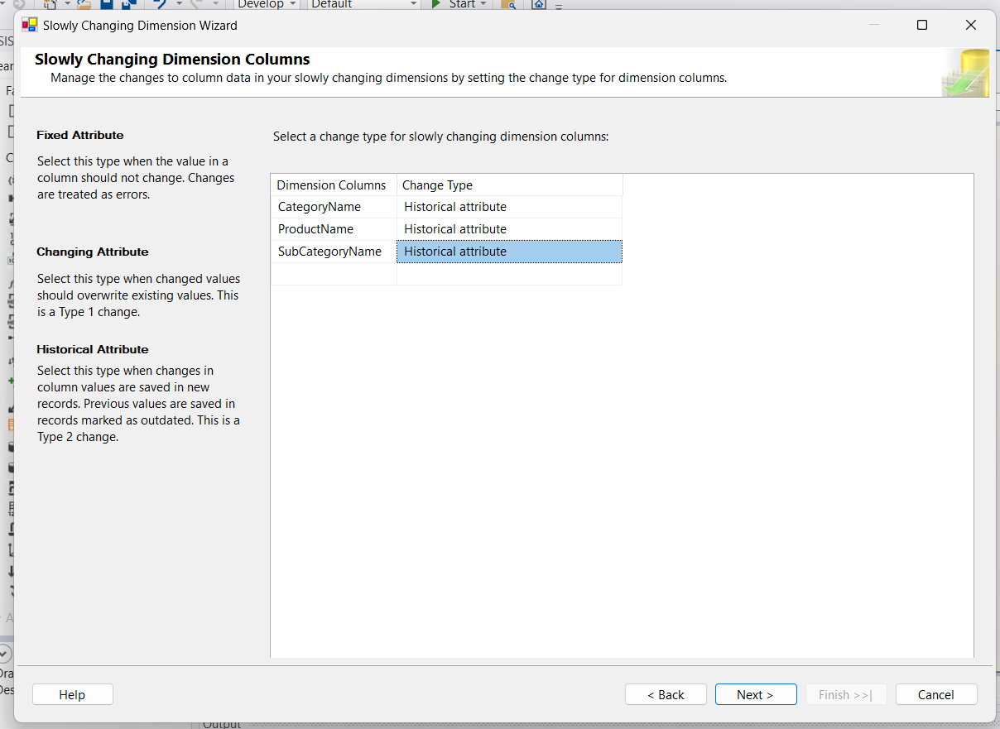 Develop
Default
Start
Slowly Changing Dimension Wizard
Slowly Changing Dimension Columns
Manage the changes to column data in your slowly changing dimensions by setting the change type for dimension columns.
Fixed Attribute
Select this type when the value in a
column should not change. Changes
are treated as errors.
Changing Attribute
Select this type when changed values
should overwrite existing values. This
is a Type 1 change.
Historical Attribute
Select this type when changes in
column values are saved in new
records. Previous values are saved in
records marked as outdated. This is a
Type 2 change.
Select a change type for slowly changing dimension columns:
Dimension Columns Change Type
CategoryName Historical attribute
ProductName Historical attribute
SubCategoryName Historical attribute
Help
< Back
Next >
Finish >>|
Cancel
Output